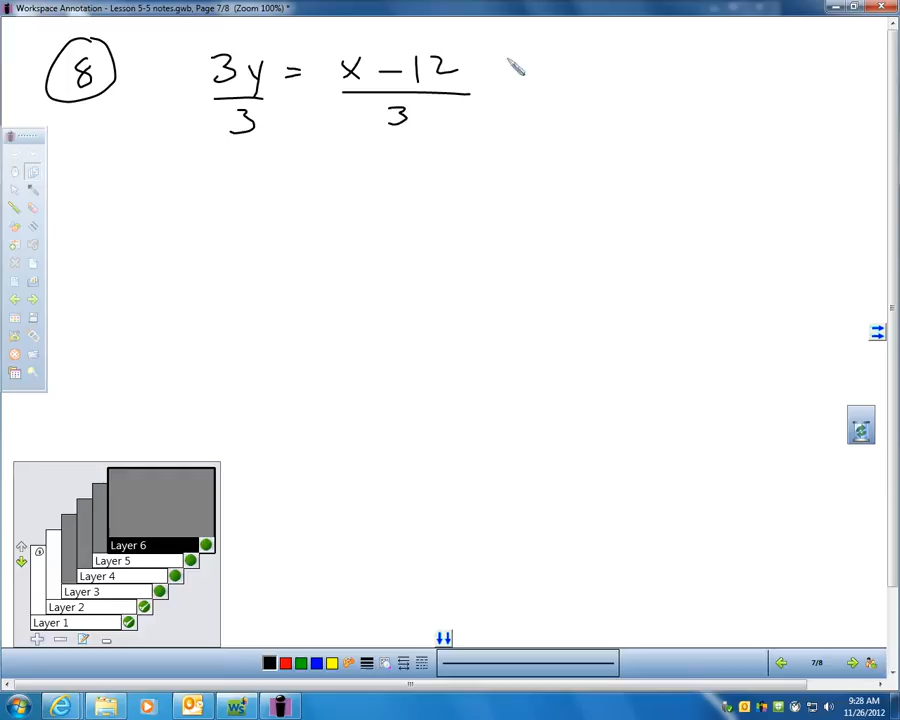 Workspace Annotation - Lesson 5-5 notes.gwb, Page 7/8 (Zoom 100%) *
8
3y = x - 12
3 3
Layer 6
Layer 5
Layer 4
Layer 3
Layer 2
Layer 1
7/8
9:28 AM
11/26/2012